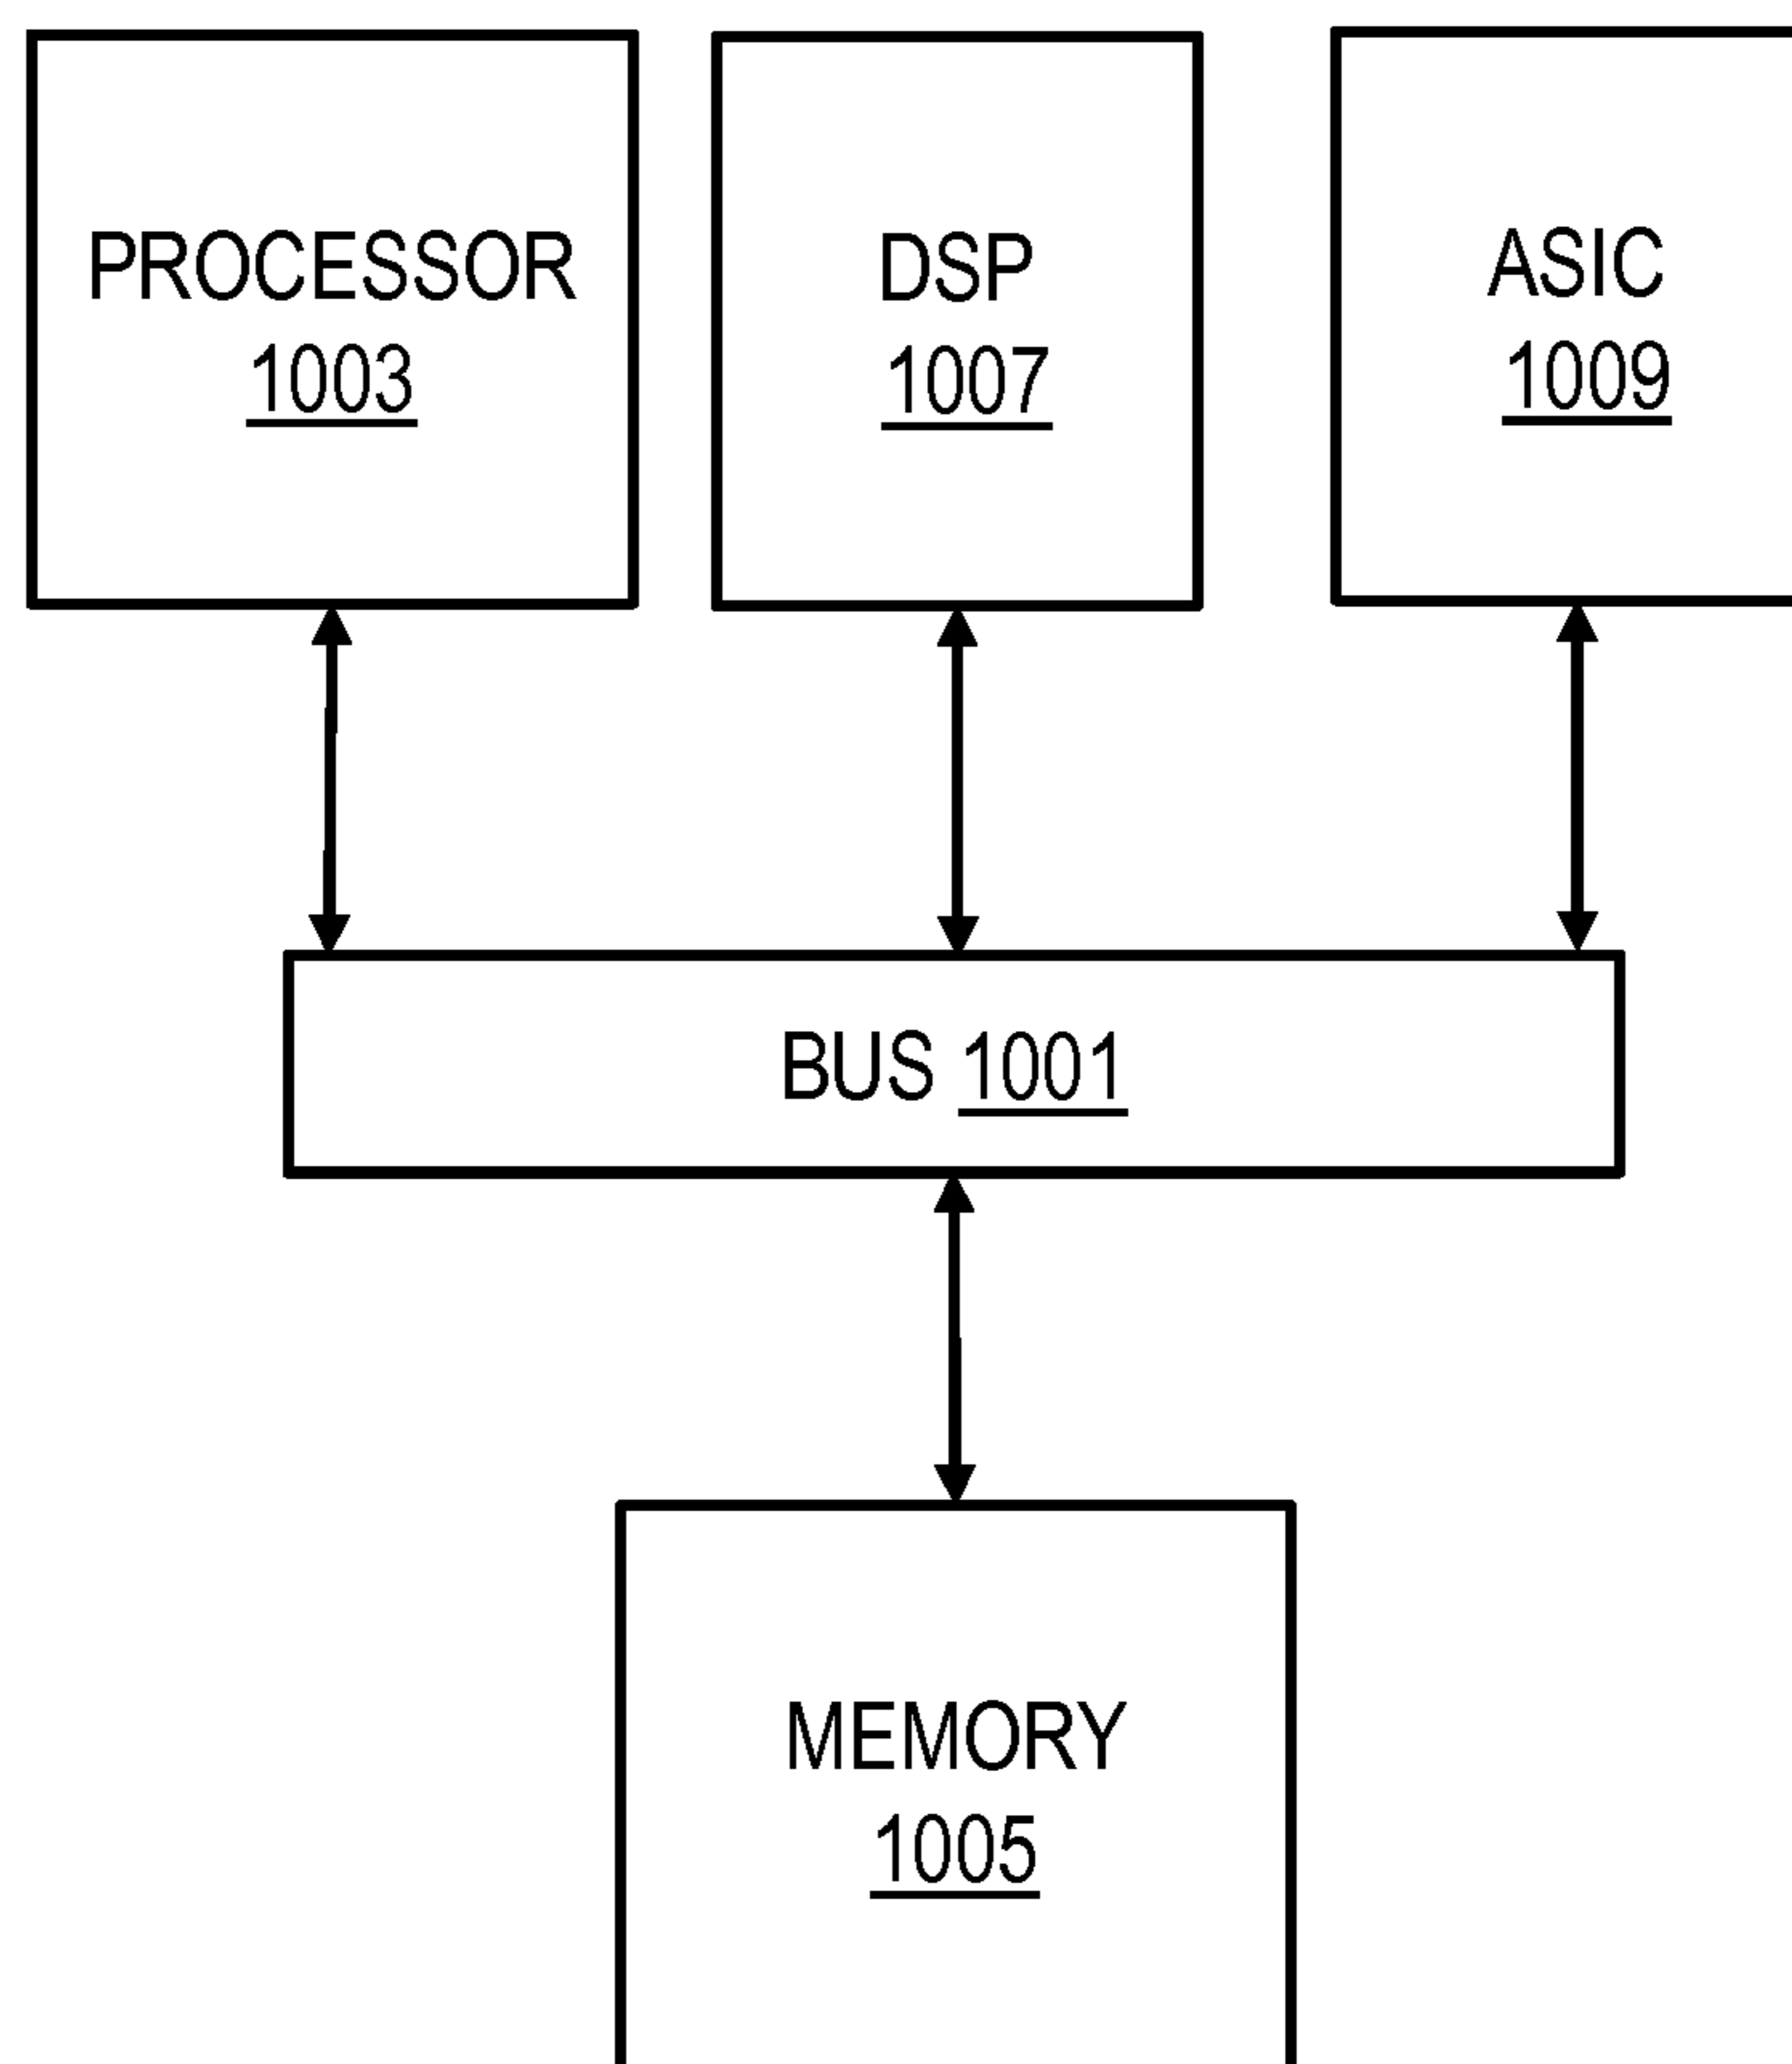 PROCESSOR
1003
DSP
1007
ASIC
1009
BUS 1001
MEMORY
1005